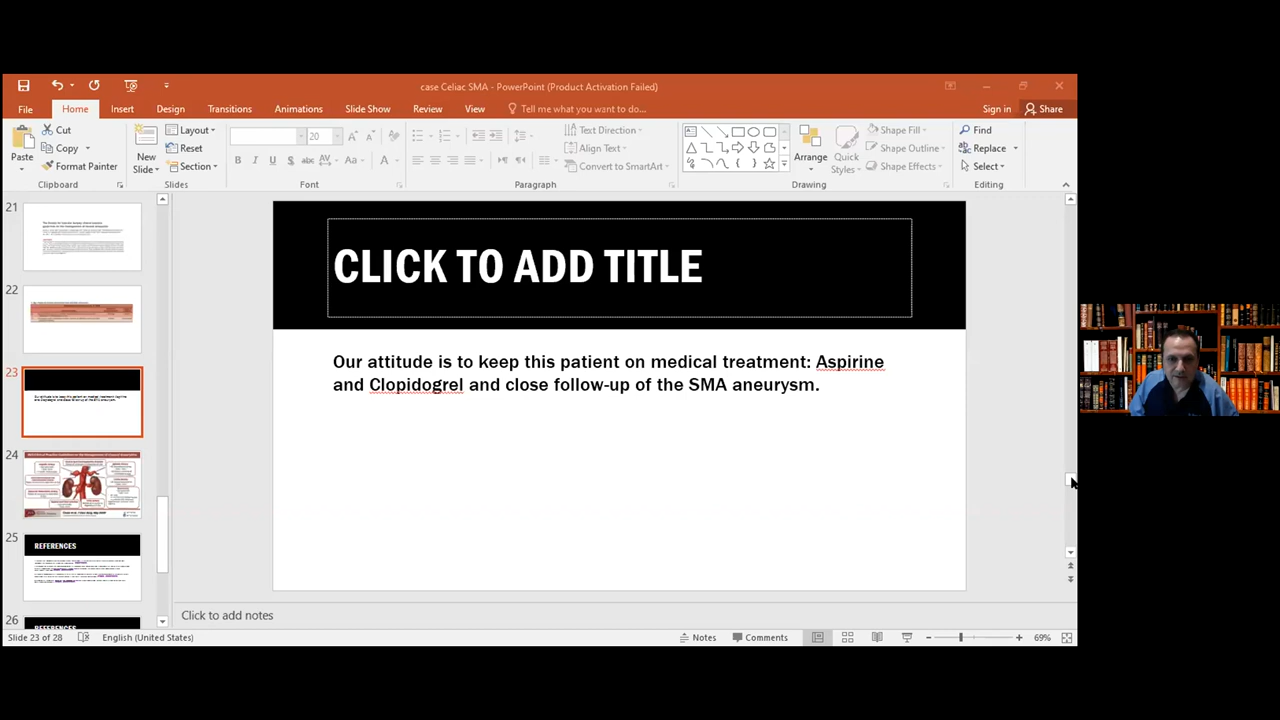 case Celiac SMA - PowerPoint (Product Activation Failed)
File Home Insert Design Transitions Animations Slide Show Review View Tell me what you want to do... Sign in Share
Paste
Cut
Copy
Format Painter
Clipboard
New Slide
Layout
Reset
Section
Slides
20
Font
Text Direction
Align Text
Convert to SmartArt
Paragraph
Arrange
Quick Styles
Shape Fill
Shape Outline
Shape Effects
Drawing
Find
Replace
Select
Editing
21
22
23
24
25
REFERENCES
26
CLICK TO ADD TITLE
Our attitude is to keep this patient on medical treatment: Aspirine
and Clopidogrel and close follow-up of the SMA aneurysm.
Click to add notes
Slide 23 of 28 English (United States) Notes Comments 69%